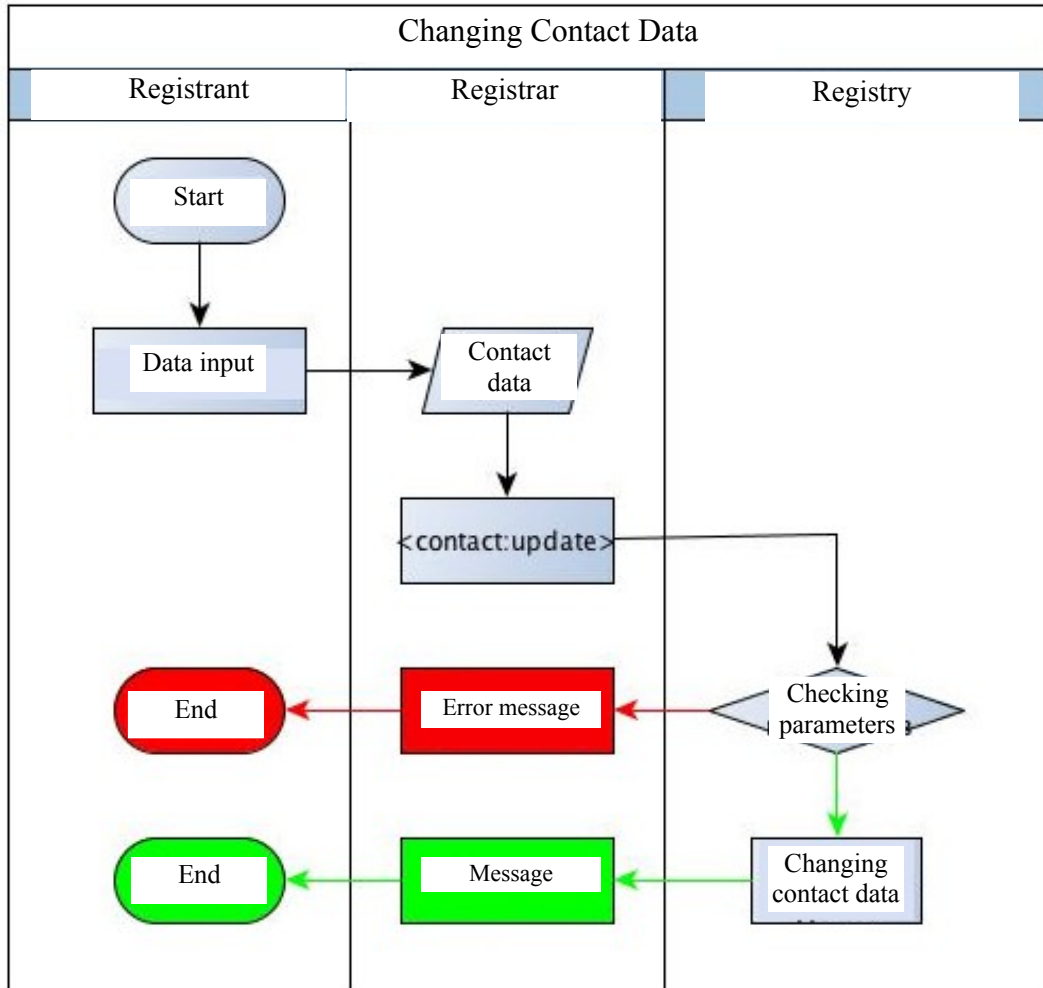 Changing Contact Data
Registrant
Registrar
Registry
Start
Data input
Contact
data
<contact:update>
Checking
parameters
Error message
End
Changing
contact data
Message
End